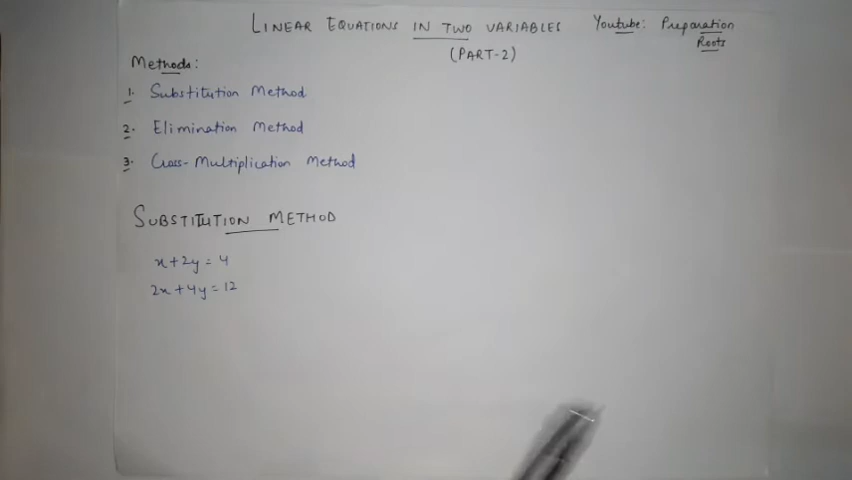 LINEAR EQUATIONS IN TWO VARIABLES
(PART-2)
Youtube: Preparation
Roots
Methods:
1. Substitution Method
2. Elimination Method
3. Cross-Multiplication Method
SUBSTITUTION METHOD
x+2y=4
2x+4y=12